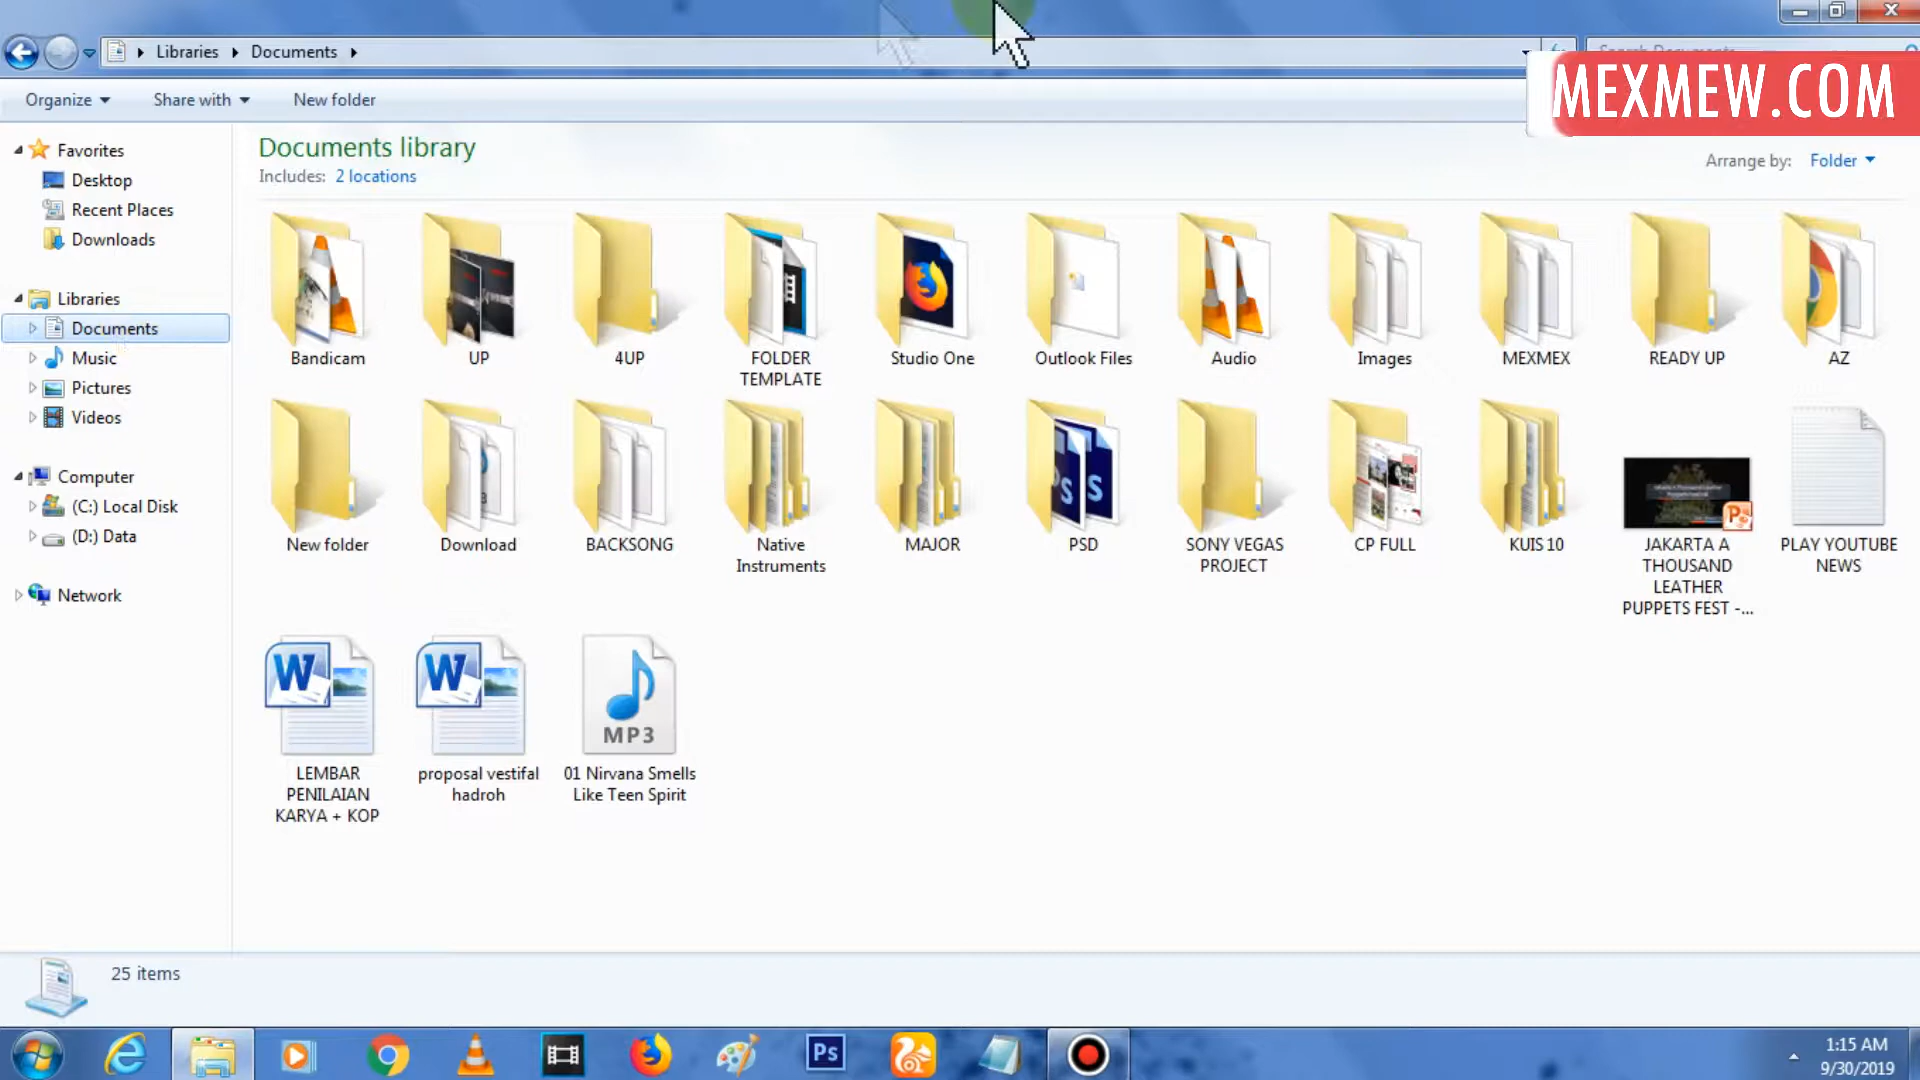 Libraries
Documents
MEXMEW.COM
Organize
Share with
New folder
Favorites
Desktop
Recent Places
Downloads
Libraries
Documents
Music
Pictures
Videos
Computer
(C:) Local Disk
(D:) Data
Network
Documents library
Includes: 2 locations
Arrange by: Folder
Bandicam
UP
4UP
FOLDER
TEMPLATE
Studio One
Outlook Files
Audio
Images
MEXMEX
READY UP
AZ
New folder
Download
BACKSONG
Native
Instruments
MAJOR
PSD
SONY VEGAS
PROJECT
CP FULL
KUIS 10
JAKARTA A
THOUSAND
LEATHER
PUPPETS FEST -...
PLAY YOUTUBE
NEWS
LEMBAR
PENILAIAN
KARYA + KOP
proposal vestifal
hadroh
MP3
01 Nirvana Smells
Like Teen Spirit
25 items
Ps
1:15 AM
9/30/2019